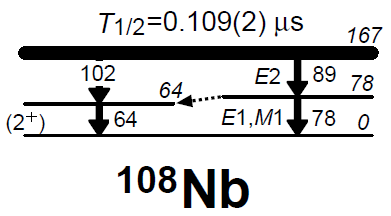 T1/2=0.109(2) μs
167
102 E2 89
64 78
(2+) 64 E1,M1 78 0
108Nb